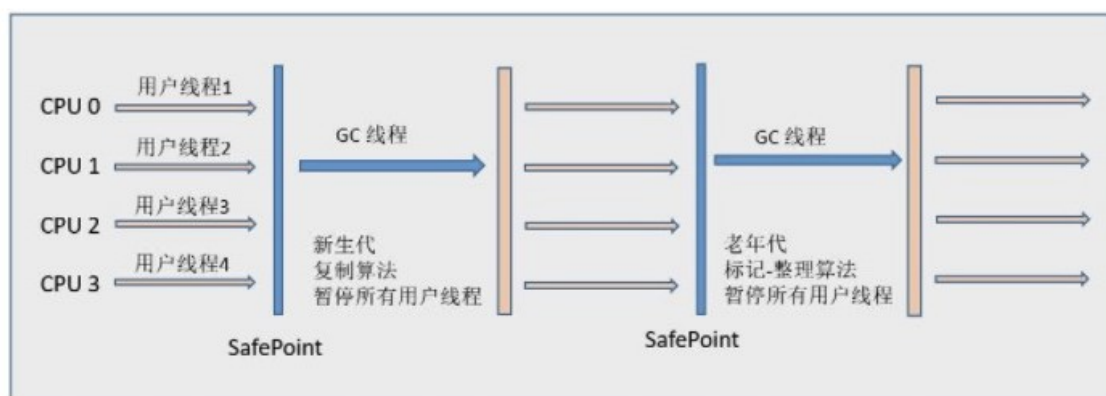 CPU 0
用户线程1
CPU 1
用户线程2
CPU 2
用户线程3
CPU 3
用户线程4
SafePoint
GC 线程
新生代
复制算法
暂停所有用户线程
SafePoint
GC 线程
老年代
标记-整理算法
暂停所有用户线程